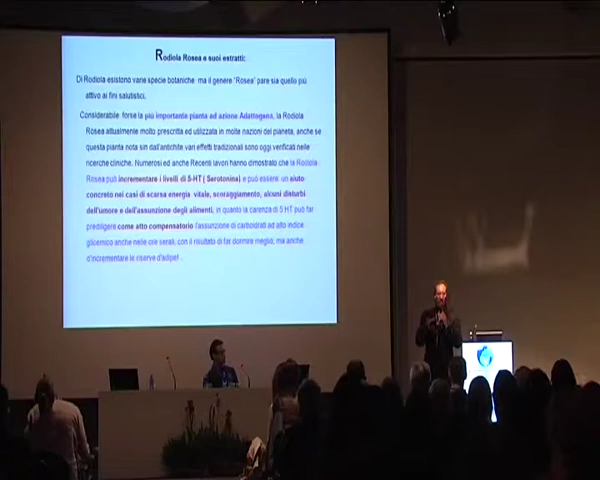 Rodiola Rosea e suoi estratti:
Di Rodiola esistono varie specie botaniche ma il genere 'Rosea' pare sia quello più
attivo ai fini salutistici.
Considerabile forse la più importante pianta ad azione Adattogena, la Rodiola
Rosea attualmente molto prescritta ed utilizzata in molte nazioni del pianeta, anche se
questa pianta nota sin dall'antichite vari effetti tradizionali sono oggi verificati nelle
ricerche cliniche. Numerosi ed anche Recenti lavori hanno dimostrato che la Rodiola
Rosea può incrementare i livelli di 5-HT ( Serotonina) e può essere un aiuto
concreto nei casi di scarsa energia vitale, scoraggiamento, alcuni disturbi
dell'umore e dell'assunzione degli alimenti, in quanto la carenza di 5 HT può far
prediligere come atto compensatorio l'assunzione di carboidrati ad alto indice
glicemico anche nelle ore serali, con il risultato di far dormire meglio, ma anche
d'incrementare le riserve d'adipe! .